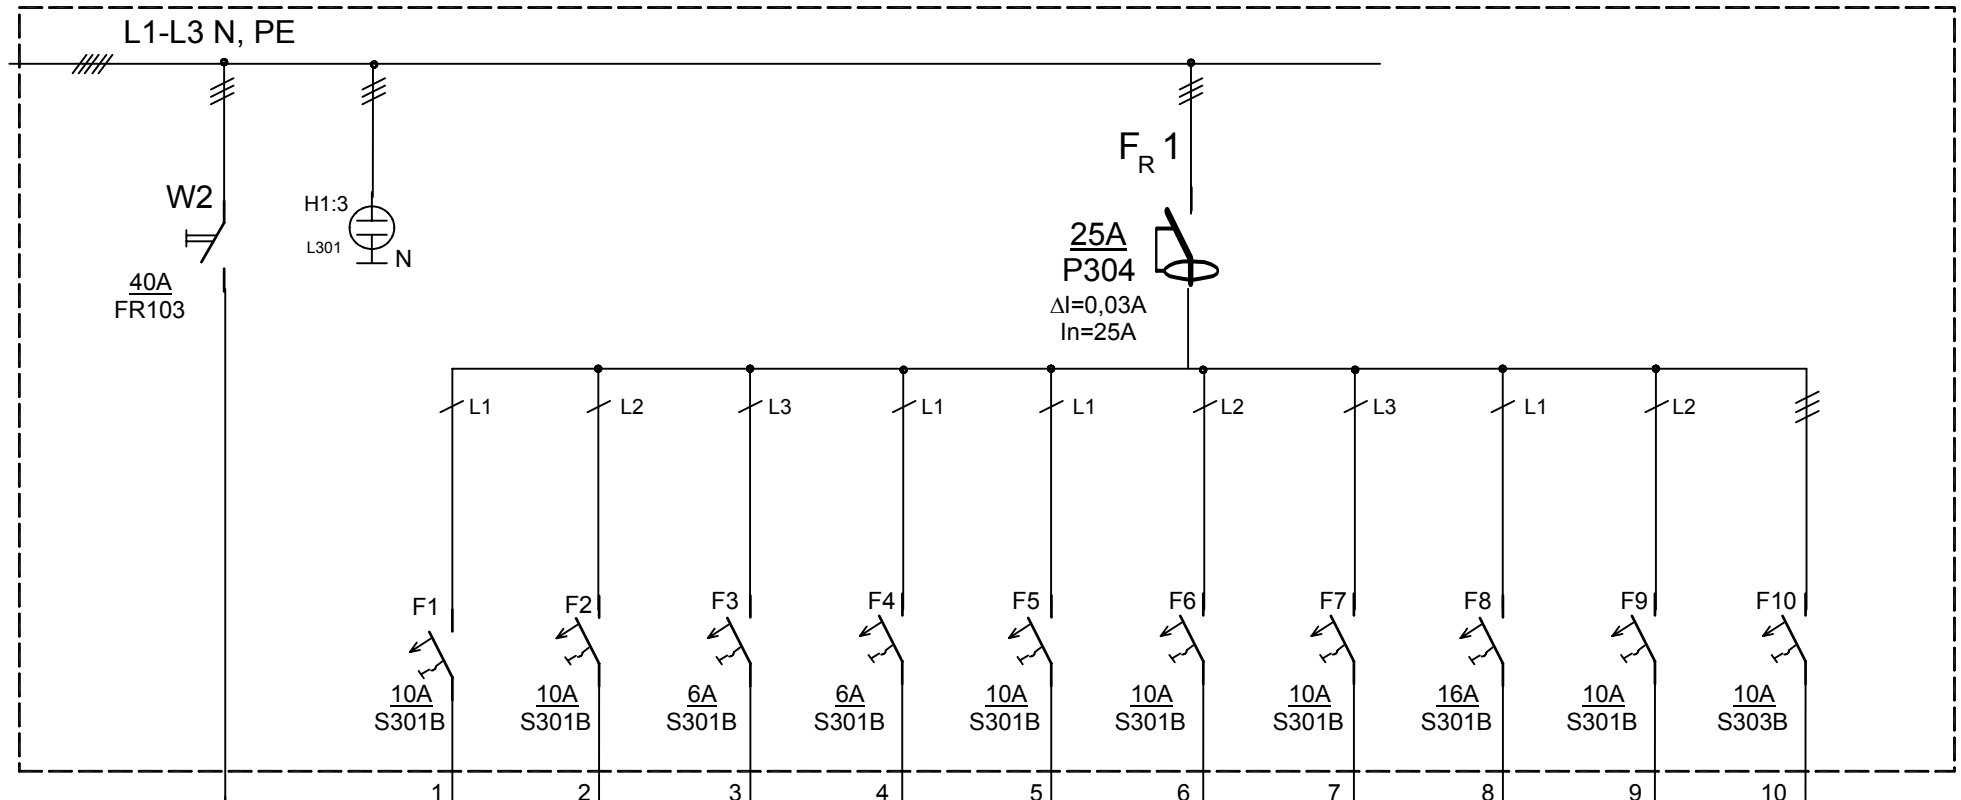 L1-L3 N, PE
F_R 1
W2
H1:3
L301
N
40A
FR103
25A
P304
ΔI=0,03A
In=25A
L1
L2
L3
L1
L1
L2
L3
L1
L2
F1
F2
F3
F4
F5
F6
F7
F8
F9
F10
10A
10A
6A
6A
10A
10A
10A
16A
10A
10A
S301B
S301B
S301B
S301B
S301B
S301B
S301B
S301B
S301B
S303B
1
2
3
4
5
6
7
8
9
10